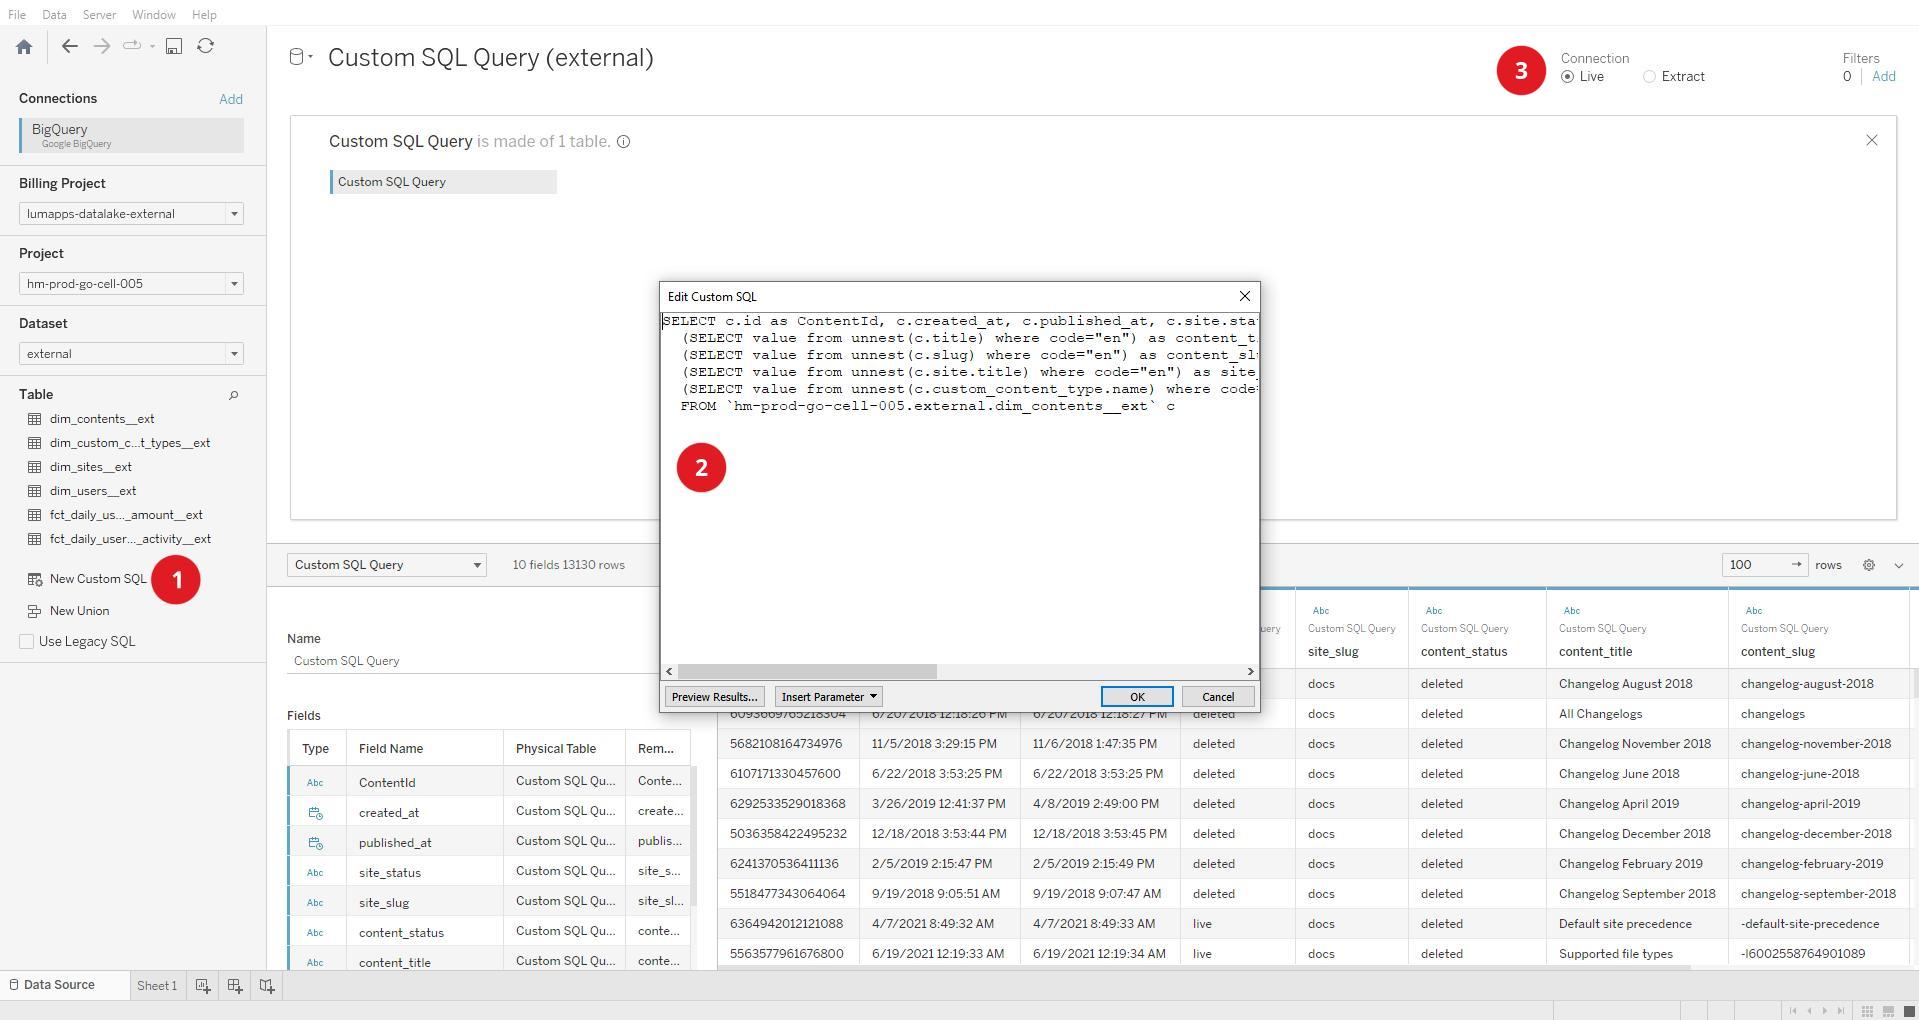 File Data Server Window Help
Custom SQL Query (external)
3
Connection
Live Extract
Filters
0 Add
Connections Add
BigQuery
Google BigQuery
Billing Project
lumapps-datalake-external
Project
hm-prod-go-cell-005
Dataset
external
Table
dim_contents__ext
dim_custom_c...t_types__ext
dim_sites__ext
dim_users__ext
fct_daily_us..._amount__ext
fct_daily_user..._activity__ext
New Custom SQL 1
New Union
Use Legacy SQL
Custom SQL Query is made of 1 table.
Custom SQL Query
Edit Custom SQL
SELECT c.id as ContentId, c.created_at, c.published_at, c.site.sta
(SELECT value from unnest(c.title) where code="en") as content_t
(SELECT value from unnest(c.slug) where code="en") as content_sl
(SELECT value from unnest(c.site.title) where code="en") as site_
(SELECT value from unnest(c.custom_content_type.name) where code=
FROM `hm-prod-go-cell-005.external.dim_contents__ext` c
2
Preview Results... Insert Parameter OK Cancel
Custom SQL Query 10 fields 13130 rows
100 rows
Name
Custom SQL Query
Fields
Type Field Name Physical Table Rem...
Abc ContentId Custom SQL Qu... Conte...
created_at Custom SQL Qu... create...
published_at Custom SQL Qu... publis...
Abc site_status Custom SQL Qu... site_s...
Abc site_slug Custom SQL Qu... site_sl...
Abc content_status Custom SQL Qu... conte...
Abc content_title Custom SQL Qu... conte...
Abc Abc Abc Abc
uery Custom SQL Query Custom SQL Query Custom SQL Query Custom SQL Query
site_slug content_status content_title content_slug
docs deleted Changelog August 2018 changelog-august-2018
6093669765218304 6/20/2018 12:18:26 PM 6/20/2018 12:18:27 PM deleted docs deleted All Changelogs changelogs
5682108164734976 11/5/2018 3:29:15 PM 11/6/2018 1:47:35 PM deleted docs deleted Changelog November 2018 changelog-november-2018
6107171330457600 6/22/2018 3:53:25 PM 6/22/2018 3:53:25 PM deleted docs deleted Changelog June 2018 changelog-june-2018
6292533529018368 3/26/2019 12:41:37 PM 4/8/2019 2:49:00 PM deleted docs deleted Changelog April 2019 changelog-april-2019
5036358422495232 12/18/2018 3:53:44 PM 12/18/2018 3:53:45 PM deleted docs deleted Changelog December 2018 changelog-december-2018
6241370536411136 2/5/2019 2:15:47 PM 2/5/2019 2:15:49 PM deleted docs deleted Changelog February 2019 changelog-february-2019
5518477343064064 9/19/2018 9:05:51 AM 9/19/2018 9:07:47 AM deleted docs deleted Changelog September 2018 changelog-september-2018
6364942012121088 4/7/2021 8:49:32 AM 4/7/2021 8:49:33 AM live docs deleted Default site precedence -default-site-precedence
5563577961676800 6/19/2021 12:19:33 AM 6/19/2021 12:19:34 AM live docs deleted Supported file types -l6002558764901089
Data Source Sheet 1